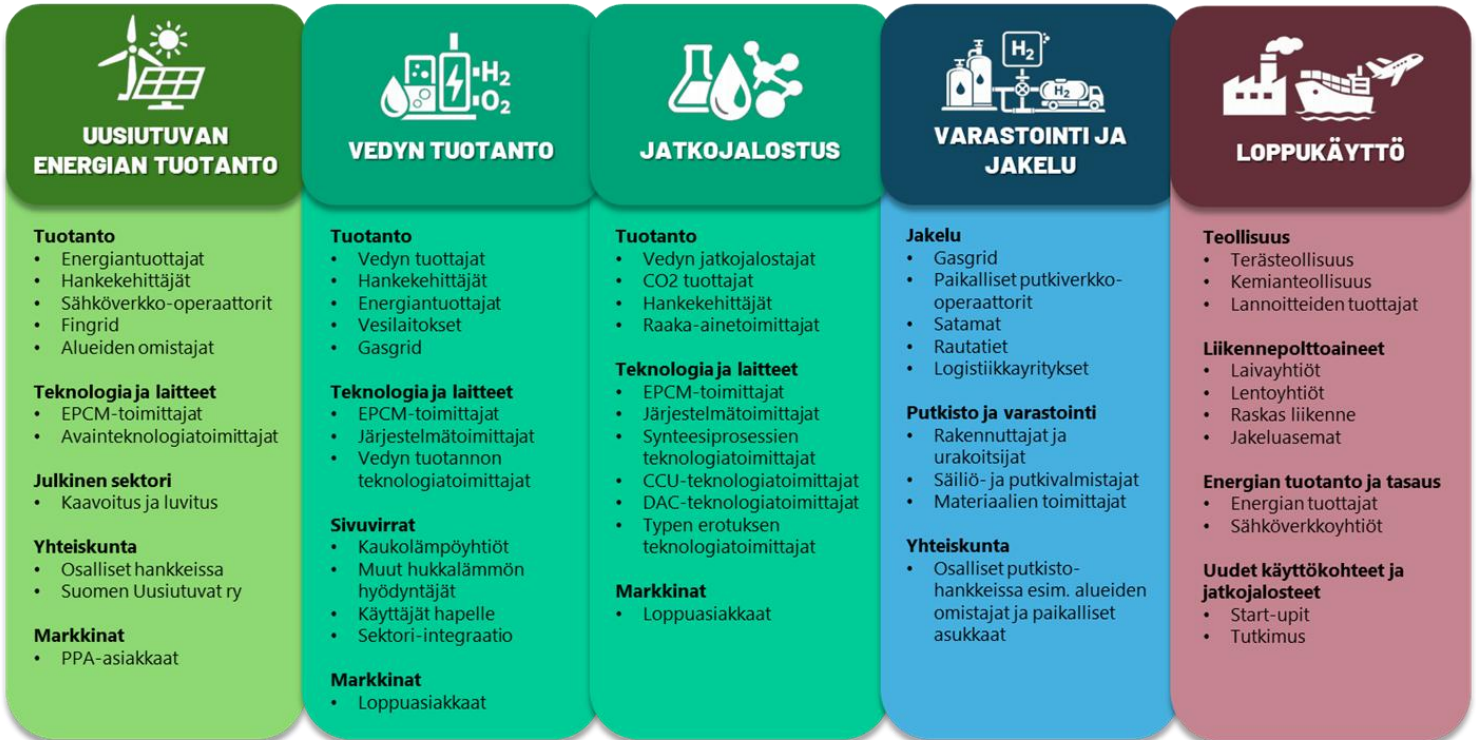 UUSIUTUVAN
ENERGIAN TUOTANTO
Tuotanto
• Energiantuottajat
• Hankekehittäjät
• Sähköverkko-operaattorit
• Fingrid
• Alueiden omistajat
Teknologia ja laitteet
• EPCM-toimittajat
• Avainteknologiatoimittajat
Julkinen sektori
• Kaavoitus ja luvitus
Yhteiskunta
• Osalliset hankkeissa
• Suomen Uusiutuvat ry
Markkinat
• PPA-asiakkaat
H2
O2
VEDYN TUOTANTO
Tuotanto
• Vedyn tuottajat
• Hankekehittäjät
• Energiantuottajat
• Vesilaitokset
• Gasgrid
Teknologia ja laitteet
• EPCM-toimittajat
• Järjestelmätoimittajat
• Vedyn tuotannon
teknologiatoimittajat
Sivuvirrat
• Kaukolämpöyhtiöt
• Muut hukkalämmön
hyödyntäjät
• Käyttäjät hapelle
• Sektori-integraatio
Markkinat
• Loppuasiakkaat
JATKOJALOSTUS
Tuotanto
• Vedyn jatkojalostajat
• CO2 tuottajat
• Hankekehittäjät
• Raaka-ainetoimittajat
Teknologia ja laitteet
• EPCM-toimittajat
• Järjestelmätoimittajat
• Synteesiprosessien
teknologiatoimittajat
• CCU-teknologiatoimittajat
• DAC-teknologiatoimittajat
• Typen erotuksen
teknologiatoimittajat
Markkinat
• Loppuasiakkaat
H2
H2
VARASTOINTI JA
JAKELU
Jakelu
• Gasgrid
• Paikalliset putkiverkko-
operaattorit
• Satamat
• Rautatiet
• Logistiikkayritykset
Putkisto ja varastointi
• Rakennuttajat ja
urakoitsijat
• Säiliö- ja putkivalmistajat
• Materiaalien toimittajat
Yhteiskunta
• Osalliset putkisto-
hankkeissa esim. alueiden
omistajat ja paikalliset
asukkaat
LOPPUKÄYTTÖ
Teollisuus
• Terästeollisuus
• Kemianteollisuus
• Lannoitteiden tuottajat
Liikennepolttoaineet
• Laivayhtiöt
• Lentoyhtiöt
• Raskas liikenne
• Jakeluasemat
Energian tuotanto ja tasaus
• Energian tuottajat
• Sähköverkkoyhtiöt
Uudet käyttökohteet ja
jatkojalosteet
• Start-upit
• Tutkimus